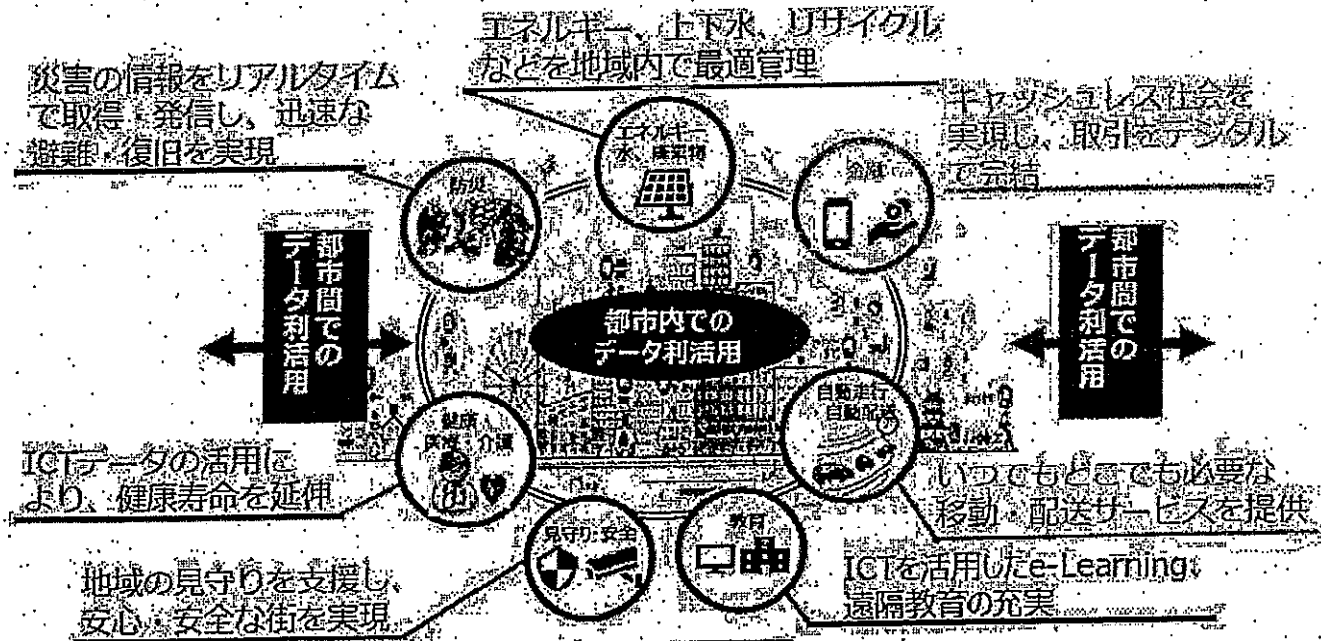 エネルギー、上下水、リサイクル
などを地域内で最適管理
災害の情報をリアルタイム
で取得・発信し、迅速な
避難・復旧を実現
キャッシュレス社会を
実現し、取引をデジタル
で完結
エネルギー
水、廃棄物
防災
金融
都市間での
データ利活用
都市内での
データ利活用
都市間での
データ利活用
自動走行
自動配送
健康
医療・介護
ICTデータの活用に
より、健康寿命を延伸
いつでもどこでも必要な
移動・配送サービスを提供
見守り・安全
教育
地域の見守りを支援し、
安心・安全な街を実現
ICTを活用したe-Learning
遠隔教育の充実